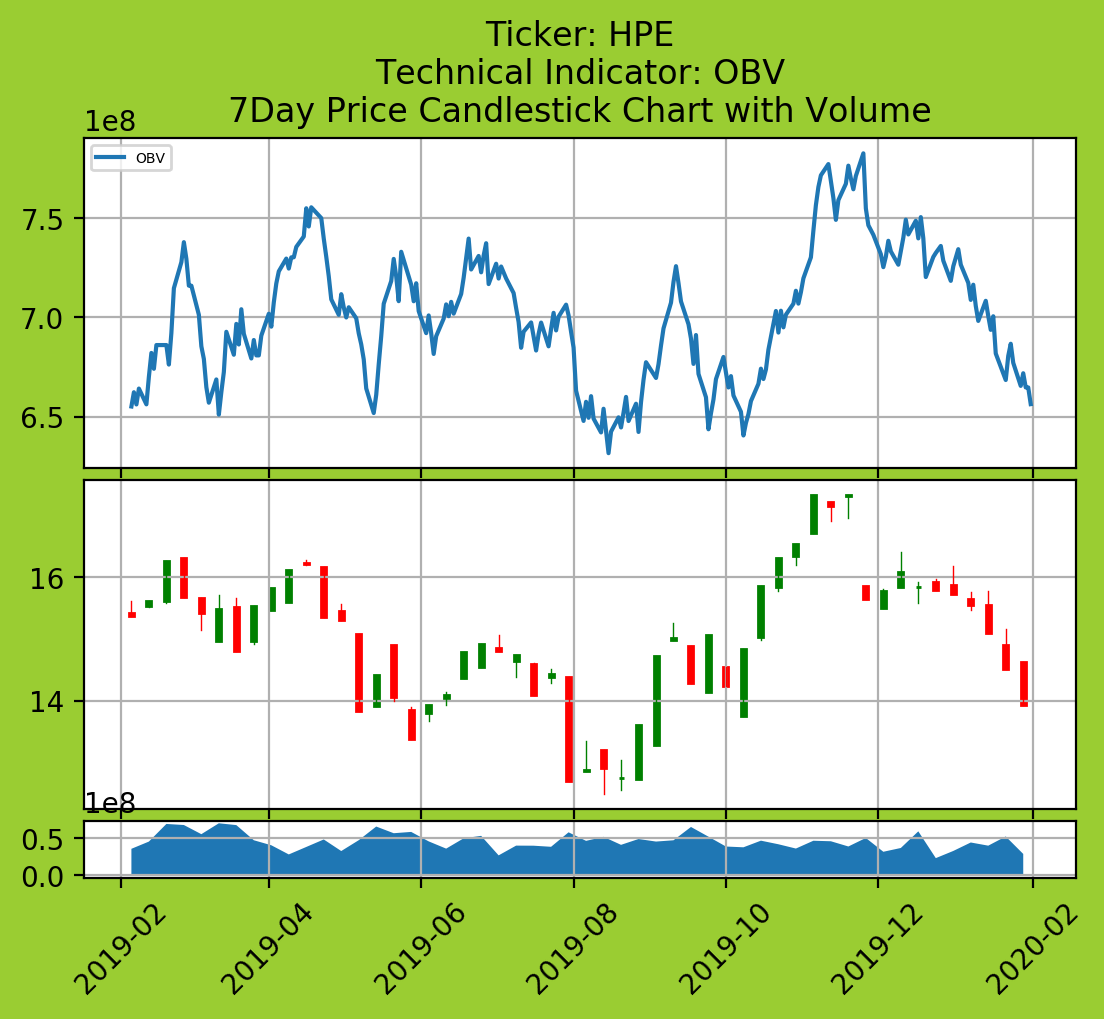 Ticker: HPE
Technical Indicator: OBV
7Day Price Candlestick Chart with Volume
1e8
OBV
7.5
7.0
6.5
16
14
1e8
0.5
0.0
2019-02
2019-04
2019-06
2019-08
2019-10
2019-12
2020-02